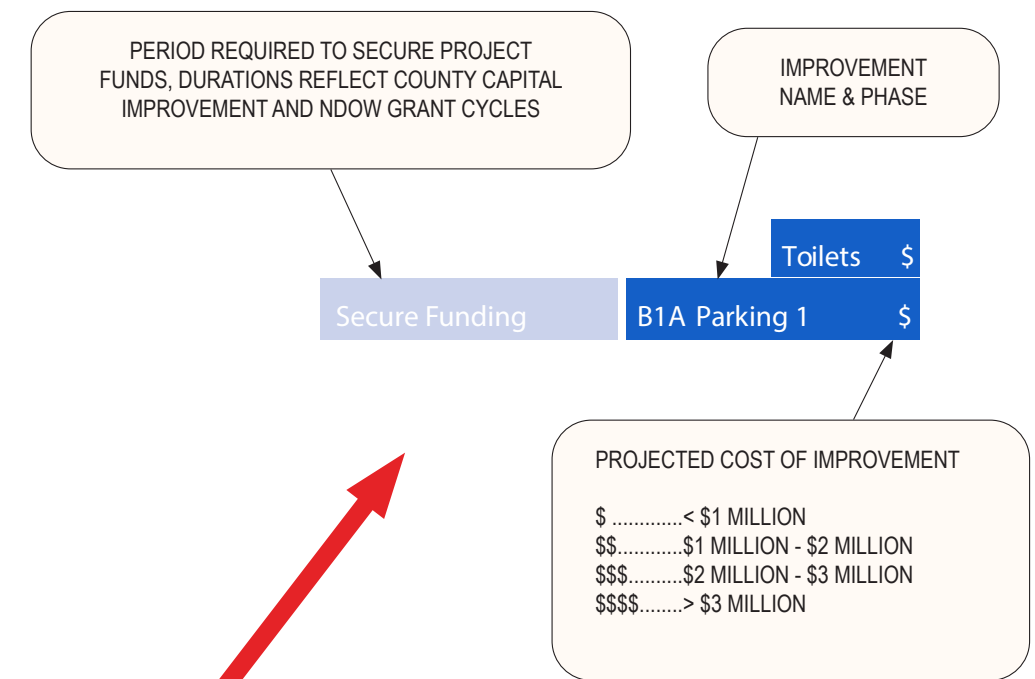 PERIOD REQUIRED TO SECURE PROJECT
FUNDS, DURATIONS REFLECT COUNTY CAPITAL
IMPROVEMENT AND NDOW GRANT CYCLES
IMPROVEMENT
NAME & PHASE
Toilets $
Secure Funding
B1A Parking 1 $
PROJECTED COST OF IMPROVEMENT
$ .............< $1 MILLION
$$............$1 MILLION - $2 MILLION
$$$..........$2 MILLION - $3 MILLION
$$$$........> $3 MILLION